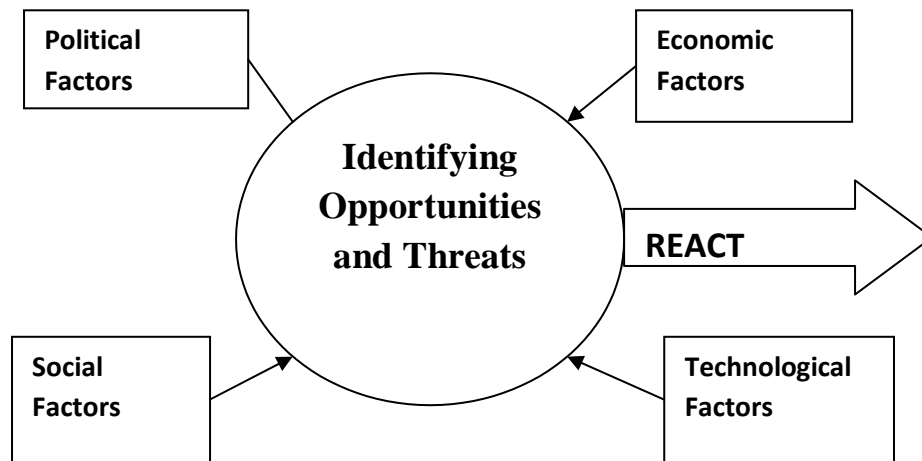 Political
Factors
Economic
Factors
Identifying
Opportunities
and Threats
REACT
Social
Factors
Technological
Factors